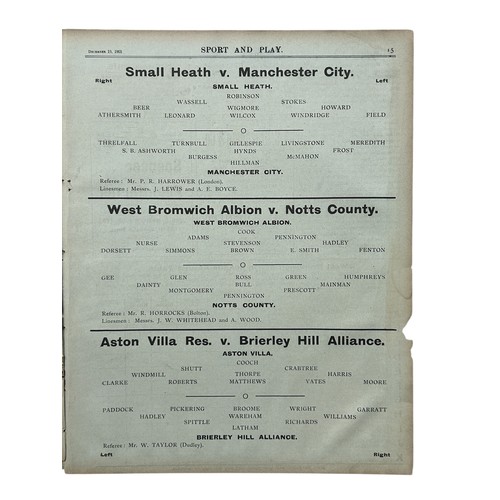 SPORT AND PLAY. 15
Small Heath v. Manchester City.
Right Left
SMALL HEATH.
ROBINSON
WASSELL STOKES
BEER WIGMORE HOWARD
ATHERSMITH LEONARD WILCOX WINDRIDGE FIELD
O
THRELFALL TURNBULL GILLESPIE LIVINGSTONE MEREDITH
S. B. ASHWORTH HYNDS FROST
BURGESS McMAHON
HILLMAN
MANCHESTER CITY.
Referee : Mr. P. R. HARROWER (London).
Linesmen : Messrs. J. LEWIS and A. E. BOYCE.
West Bromwich Albion v. Notts County.
WEST BROMWICH ALBION.
COOK
ADAMS PENNINGTON
NURSE STEVENSON HADLEY
DORSETT SIMMONS BROWN E. SMITH FENTON
O
GEE GLEN ROSS GREEN HUMPHREYS
DAINTY BULL MAINMAN
MONTGOMERY PRESCOTT
PENNINGTON
NOTTS COUNTY.
Referee : Mr. R. HORROCKS (Bolton).
Linesmen : Messrs. J. W. WHITEHEAD and A. WOOD.
Aston Villa Res. v. Brierley Hill Alliance.
ASTON VILLA.
COOCH
SHUTT CRABTREE
WINDMILL THORPE HARRIS
CLARKE ROBERTS MATTHEWS YATES MOORE
O
PADDOCK PICKERING BROOME WRIGHT GARRATT
HADLEY WAREHAM WILLIAMS
SPITTLE RICHARDS
LATHAM
BRIERLEY HILL ALLIANCE.
Referee : Mr. W. TAYLOR (Dudley).
Left Right